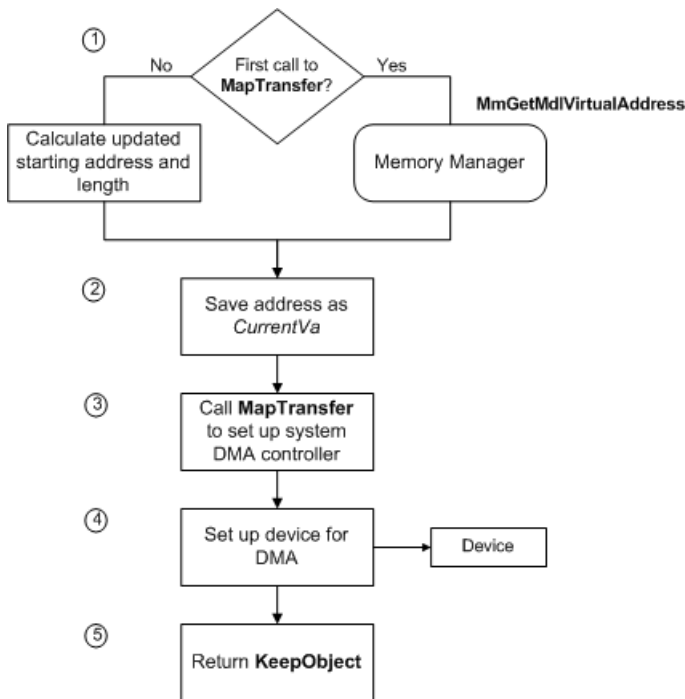 1
First call to
MapTransfer?
No
Yes
MmGetMdlVirtualAddress
Calculate updated
starting address and
length
Memory Manager
2
Save address as
CurrentVa
3
Call MapTransfer
to set up system
DMA controller
4
Set up device for
DMA
Device
5
Return KeepObject